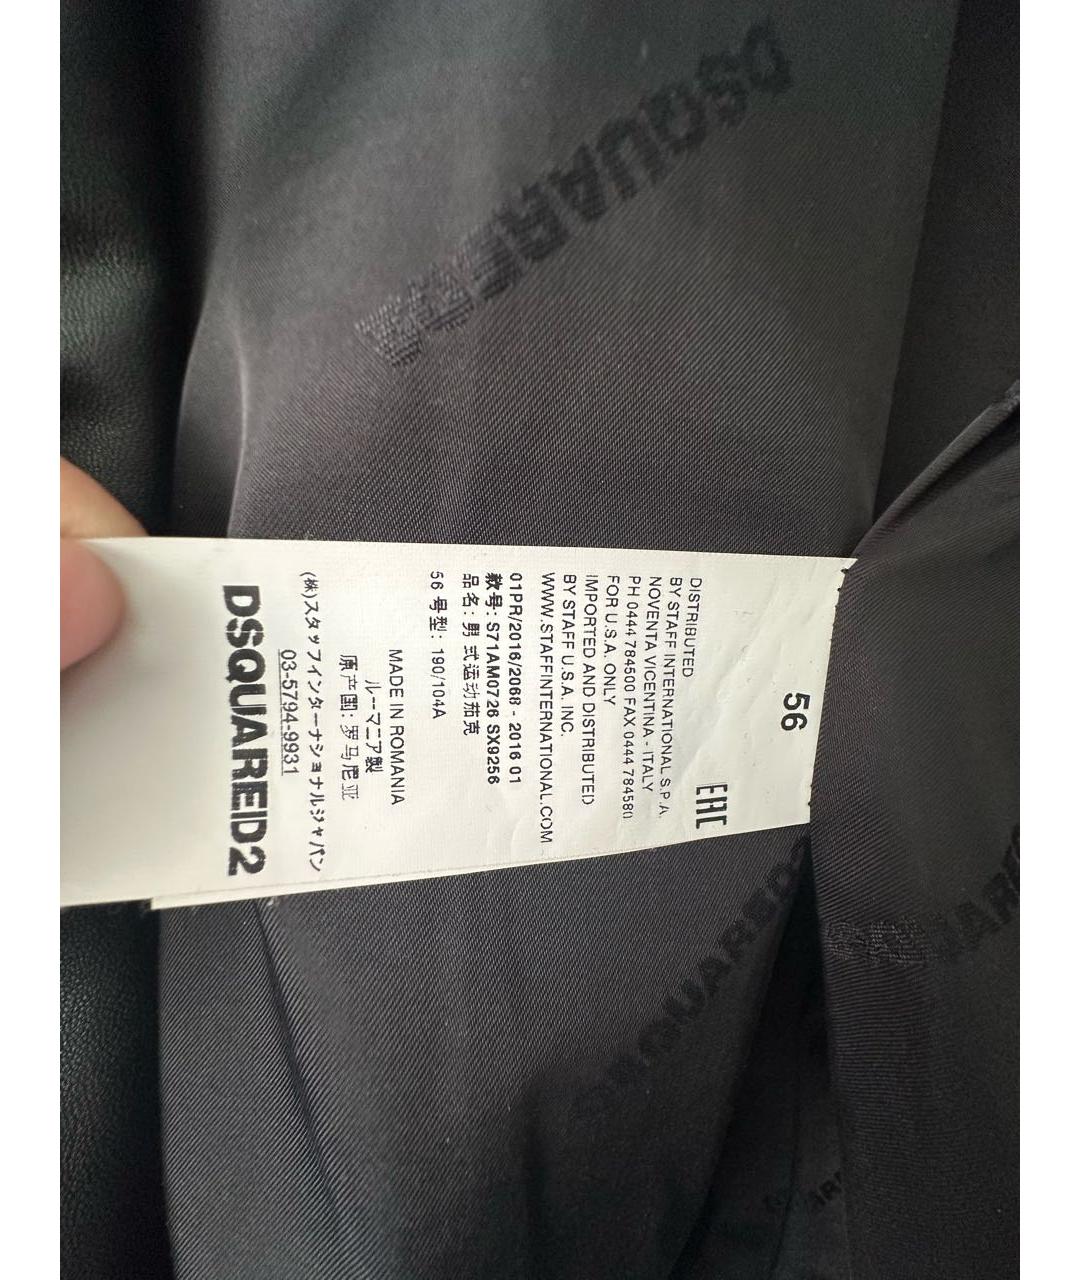 DSQUARED2
56
EAC
DISTRIBUTED
BY STAFF INTERNATIONAL S.P.A.
NOVENTA VICENTINA - ITALY
PH 0444 784500 FAX 0444 784580
FOR U.S.A. ONLY
IMPORTED AND DISTRIBUTED
BY STAFF U.S.A. INC.
WWW.STAFFINTERNATIONAL.COM
01PR/2016/2068 - 2016 01
款号: S71AM0726 SX9256
品名: 男式运动茄克
56 号型: 190/104A
MADE IN ROMANIA
ルーマニア製
原产国: 罗马尼亚
(株)スタッフインターナショナルジャパン
03-5794-9931
DSQUARED2
DSQUARED2